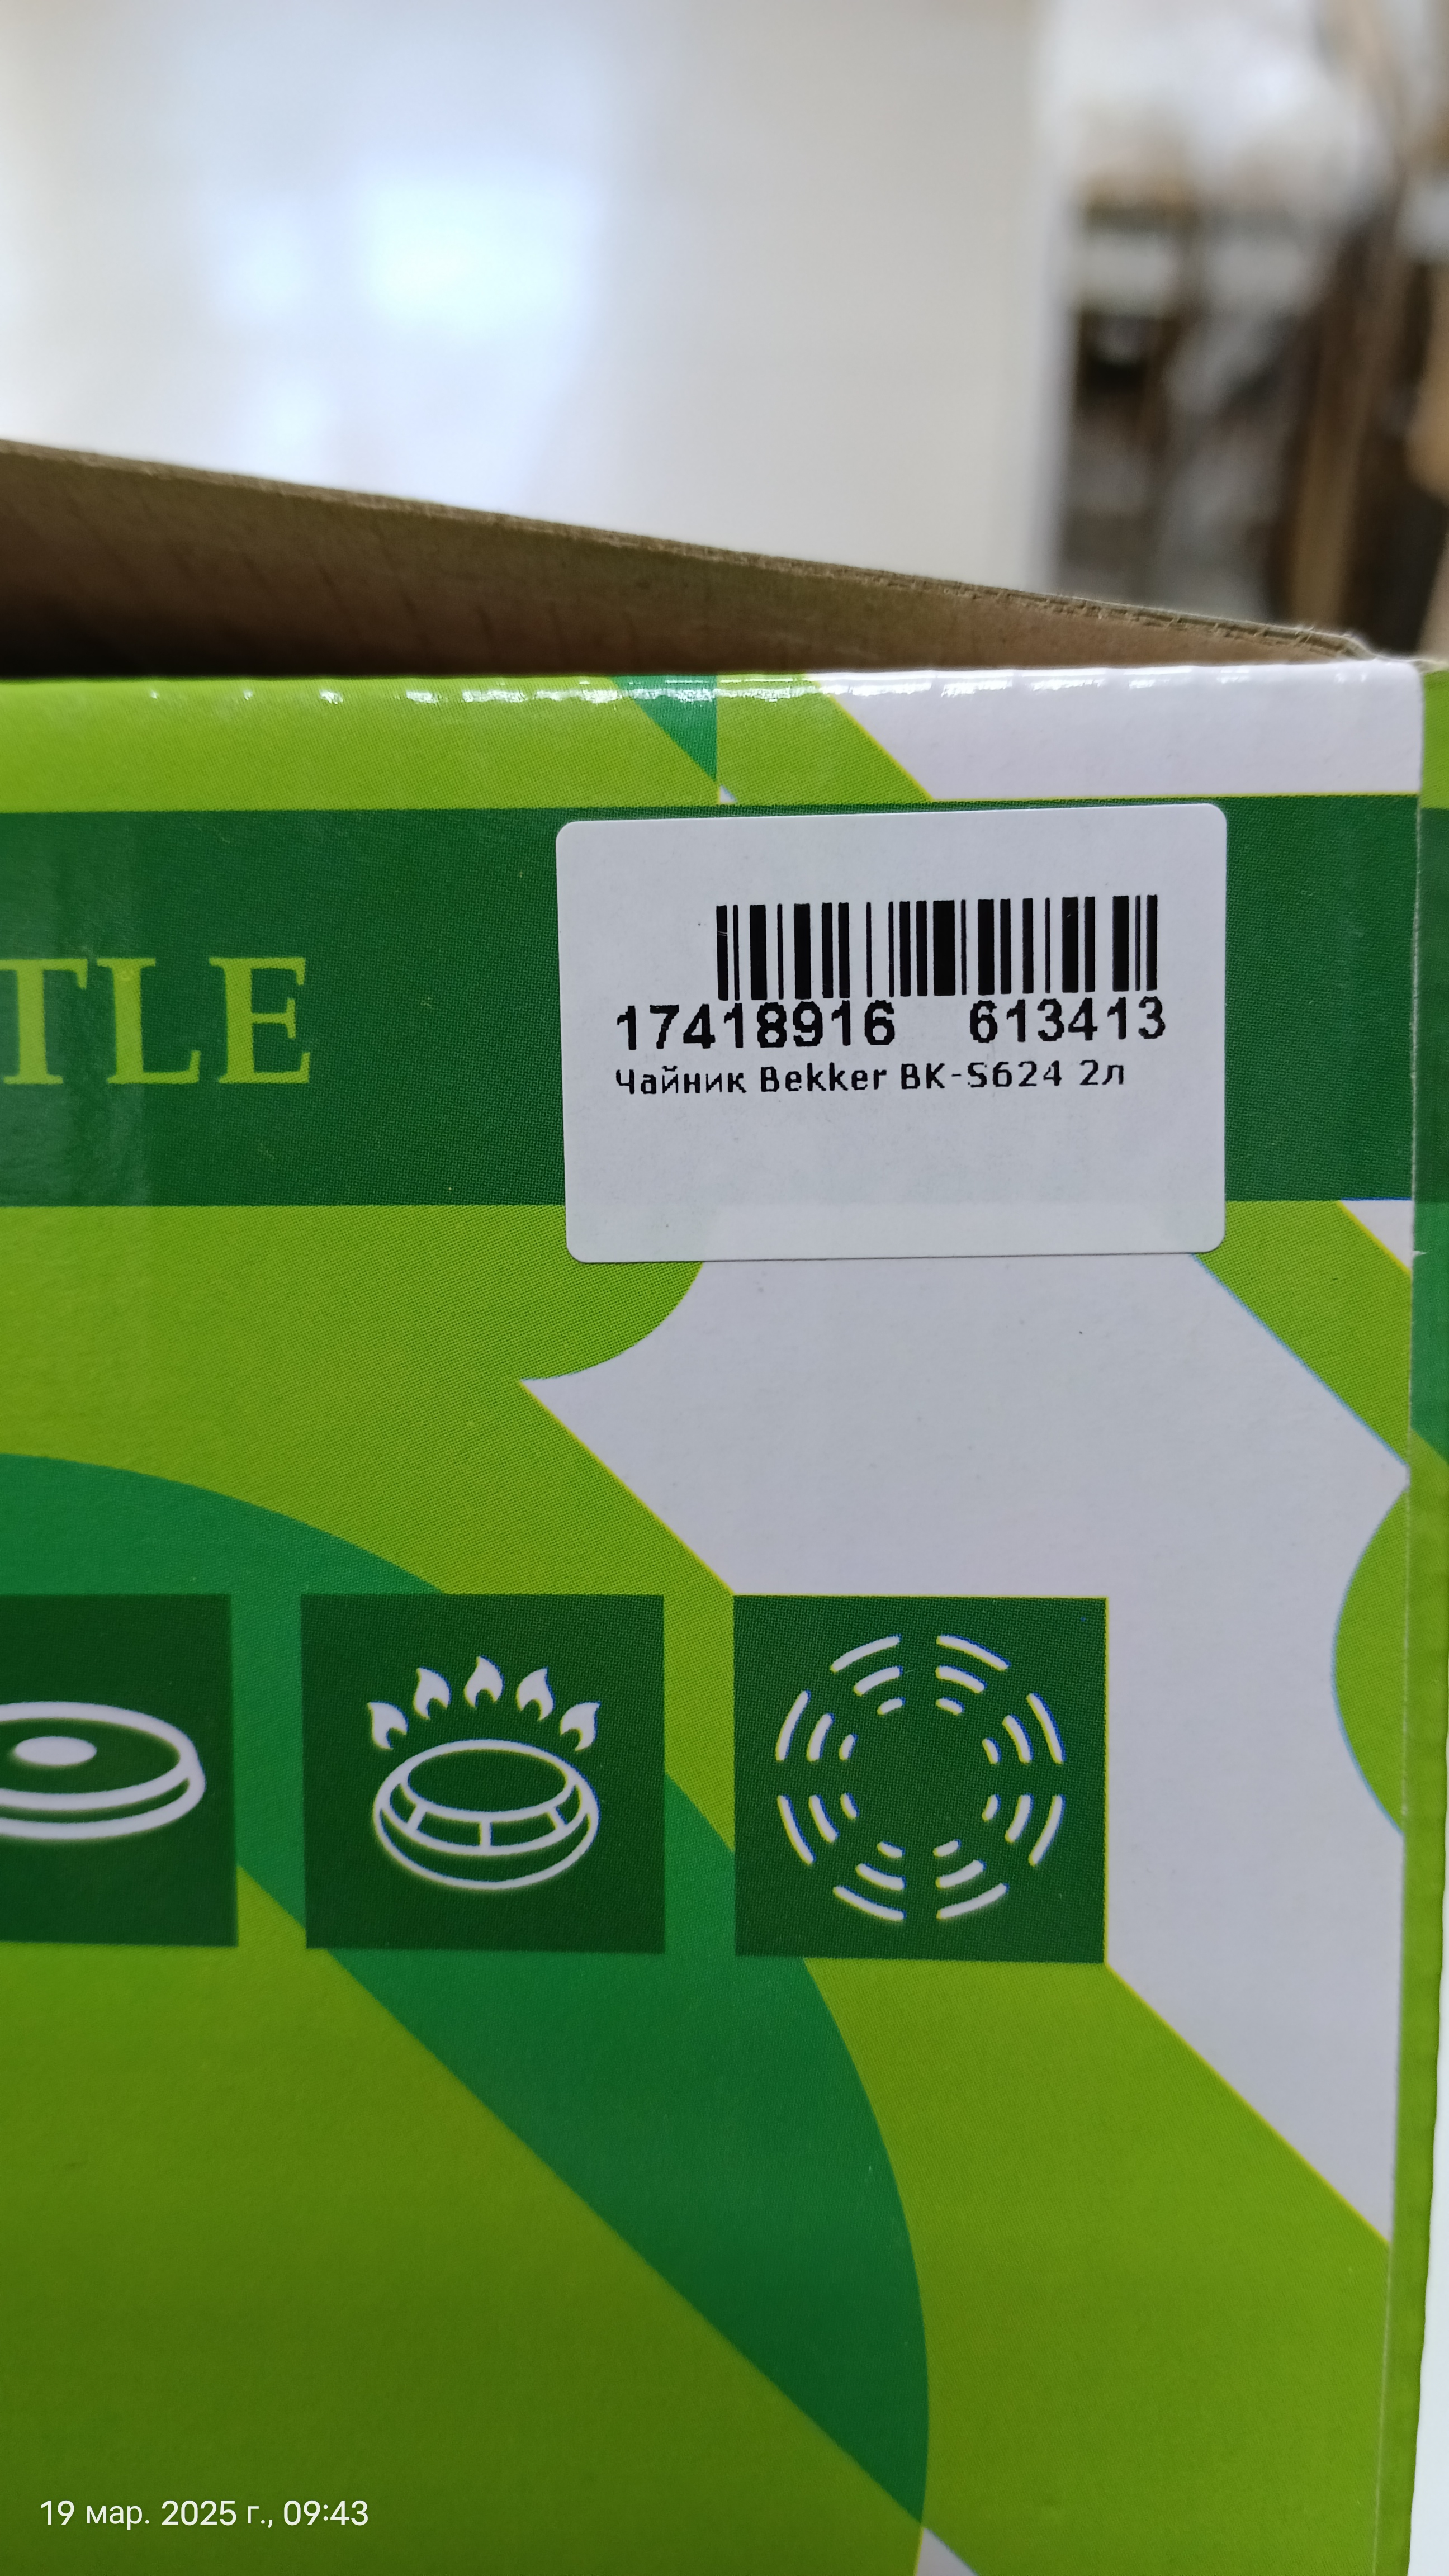 TLE
17418916 613413
Чайник Bekker BK-S624 2л
19 мар. 2025 г., 09:43